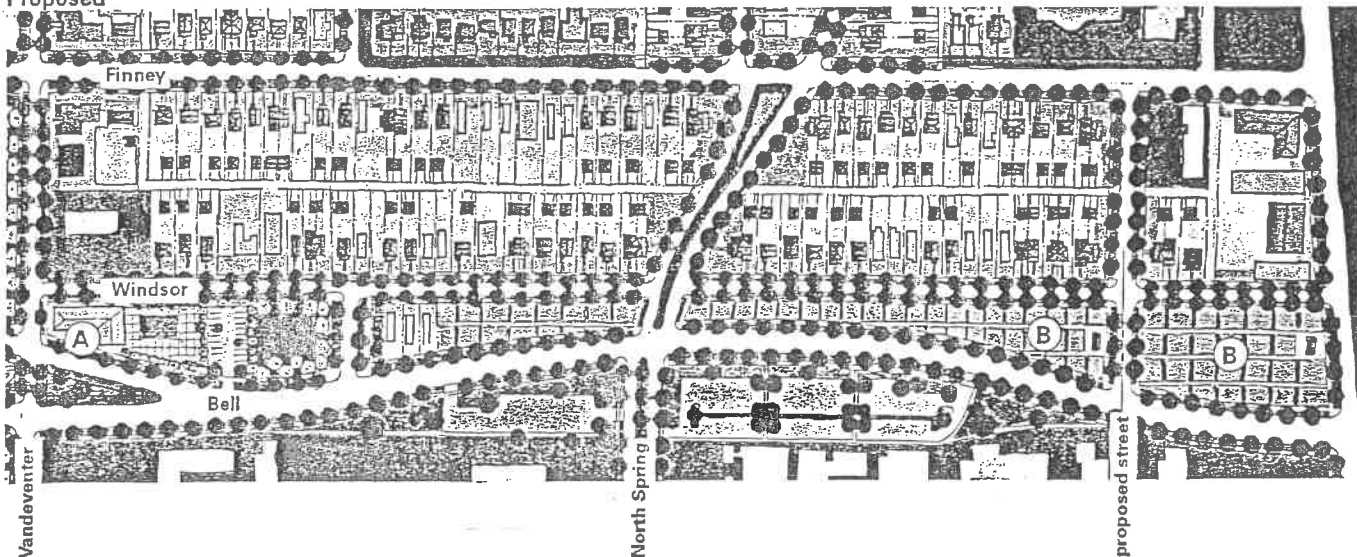 Proposed
Finney
Windsor
A
B
B
Bell
Vandeventer
North Spring
proposed street